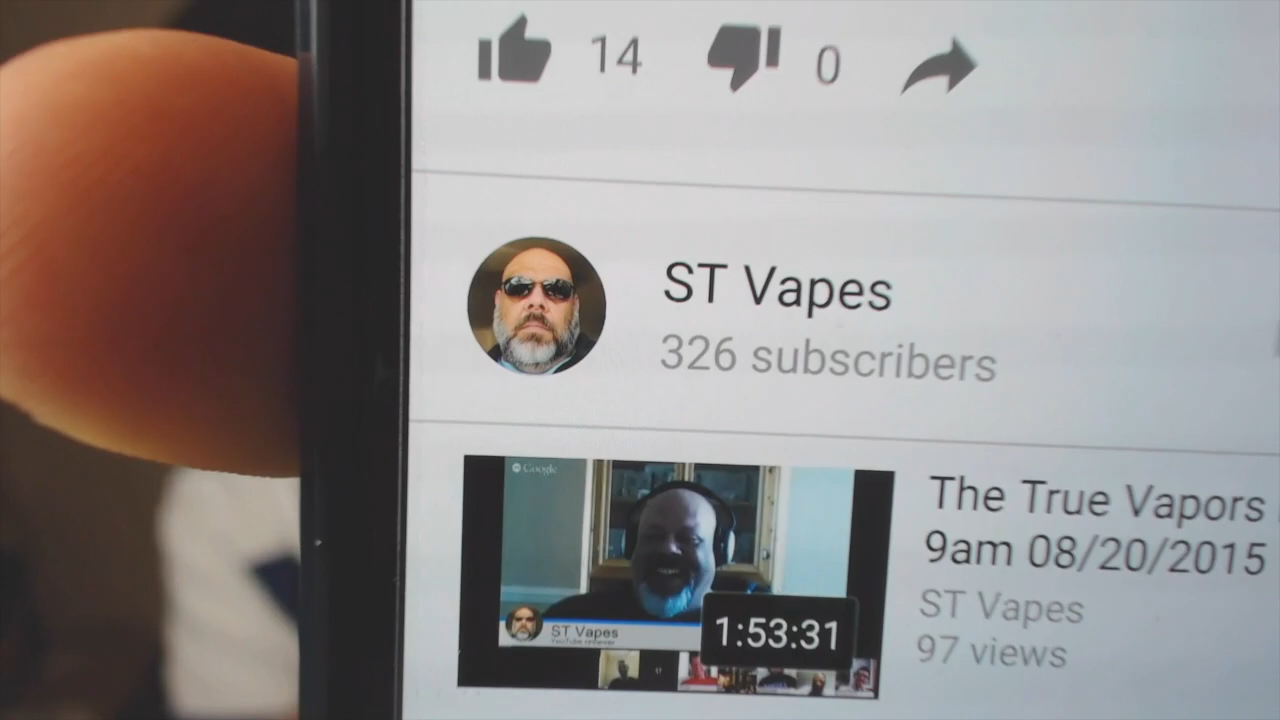 14 0
ST Vapes
326 subscribers
The True Vapors
9am 08/20/2015
ST Vapes
97 views
Google
ST Vapes
1:53:31